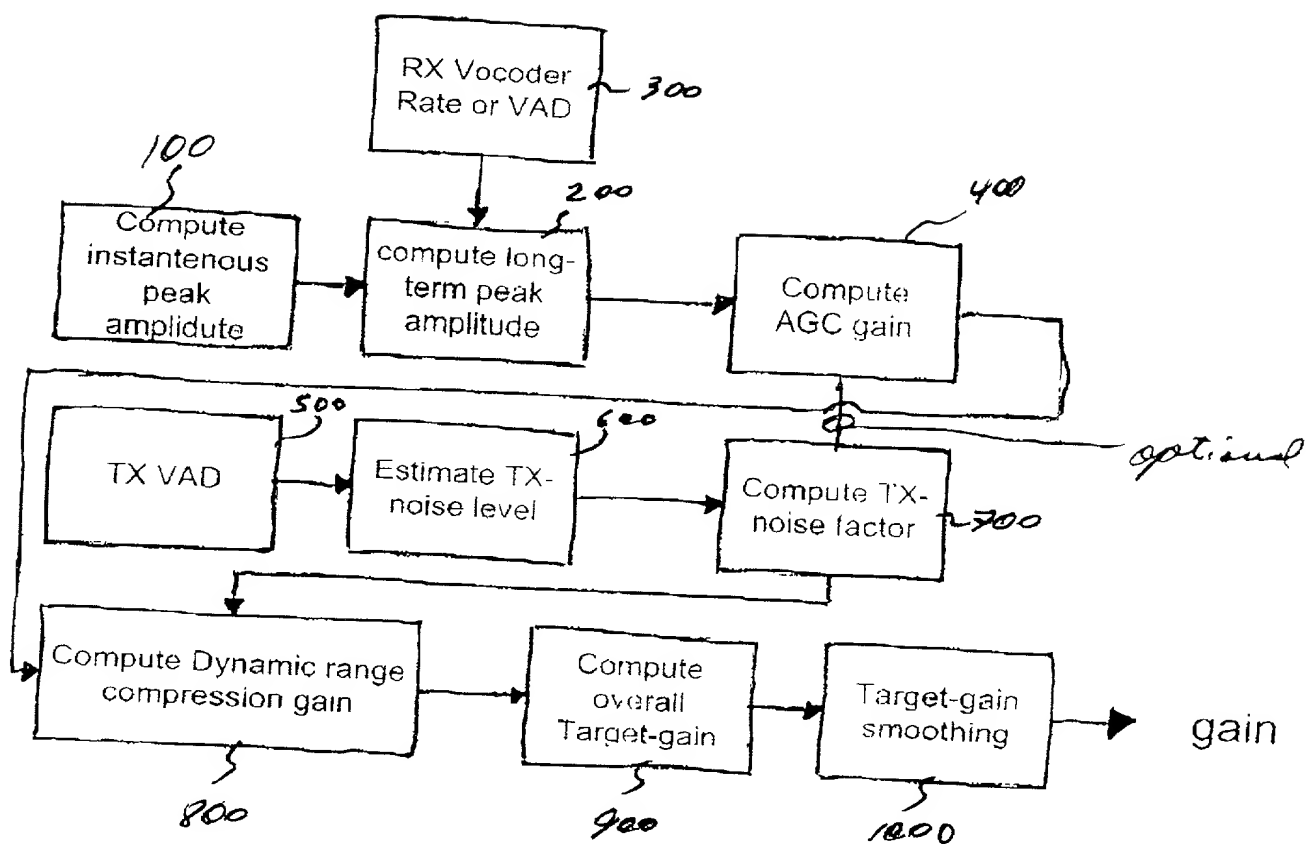 RX Vocoder
Rate or VAD
300
100
200
400
Compute
instantenous
peak
amplidute
compute long-
term peak
amplitude
Compute
AGC gain
500
600
optional
TX VAD
Estimate TX-
noise level
Compute TX-
noise factor
700
Compute Dynamic range
compression gain
Compute
overall
Target-gain
Target-gain
smoothing
gain
800
900
1000